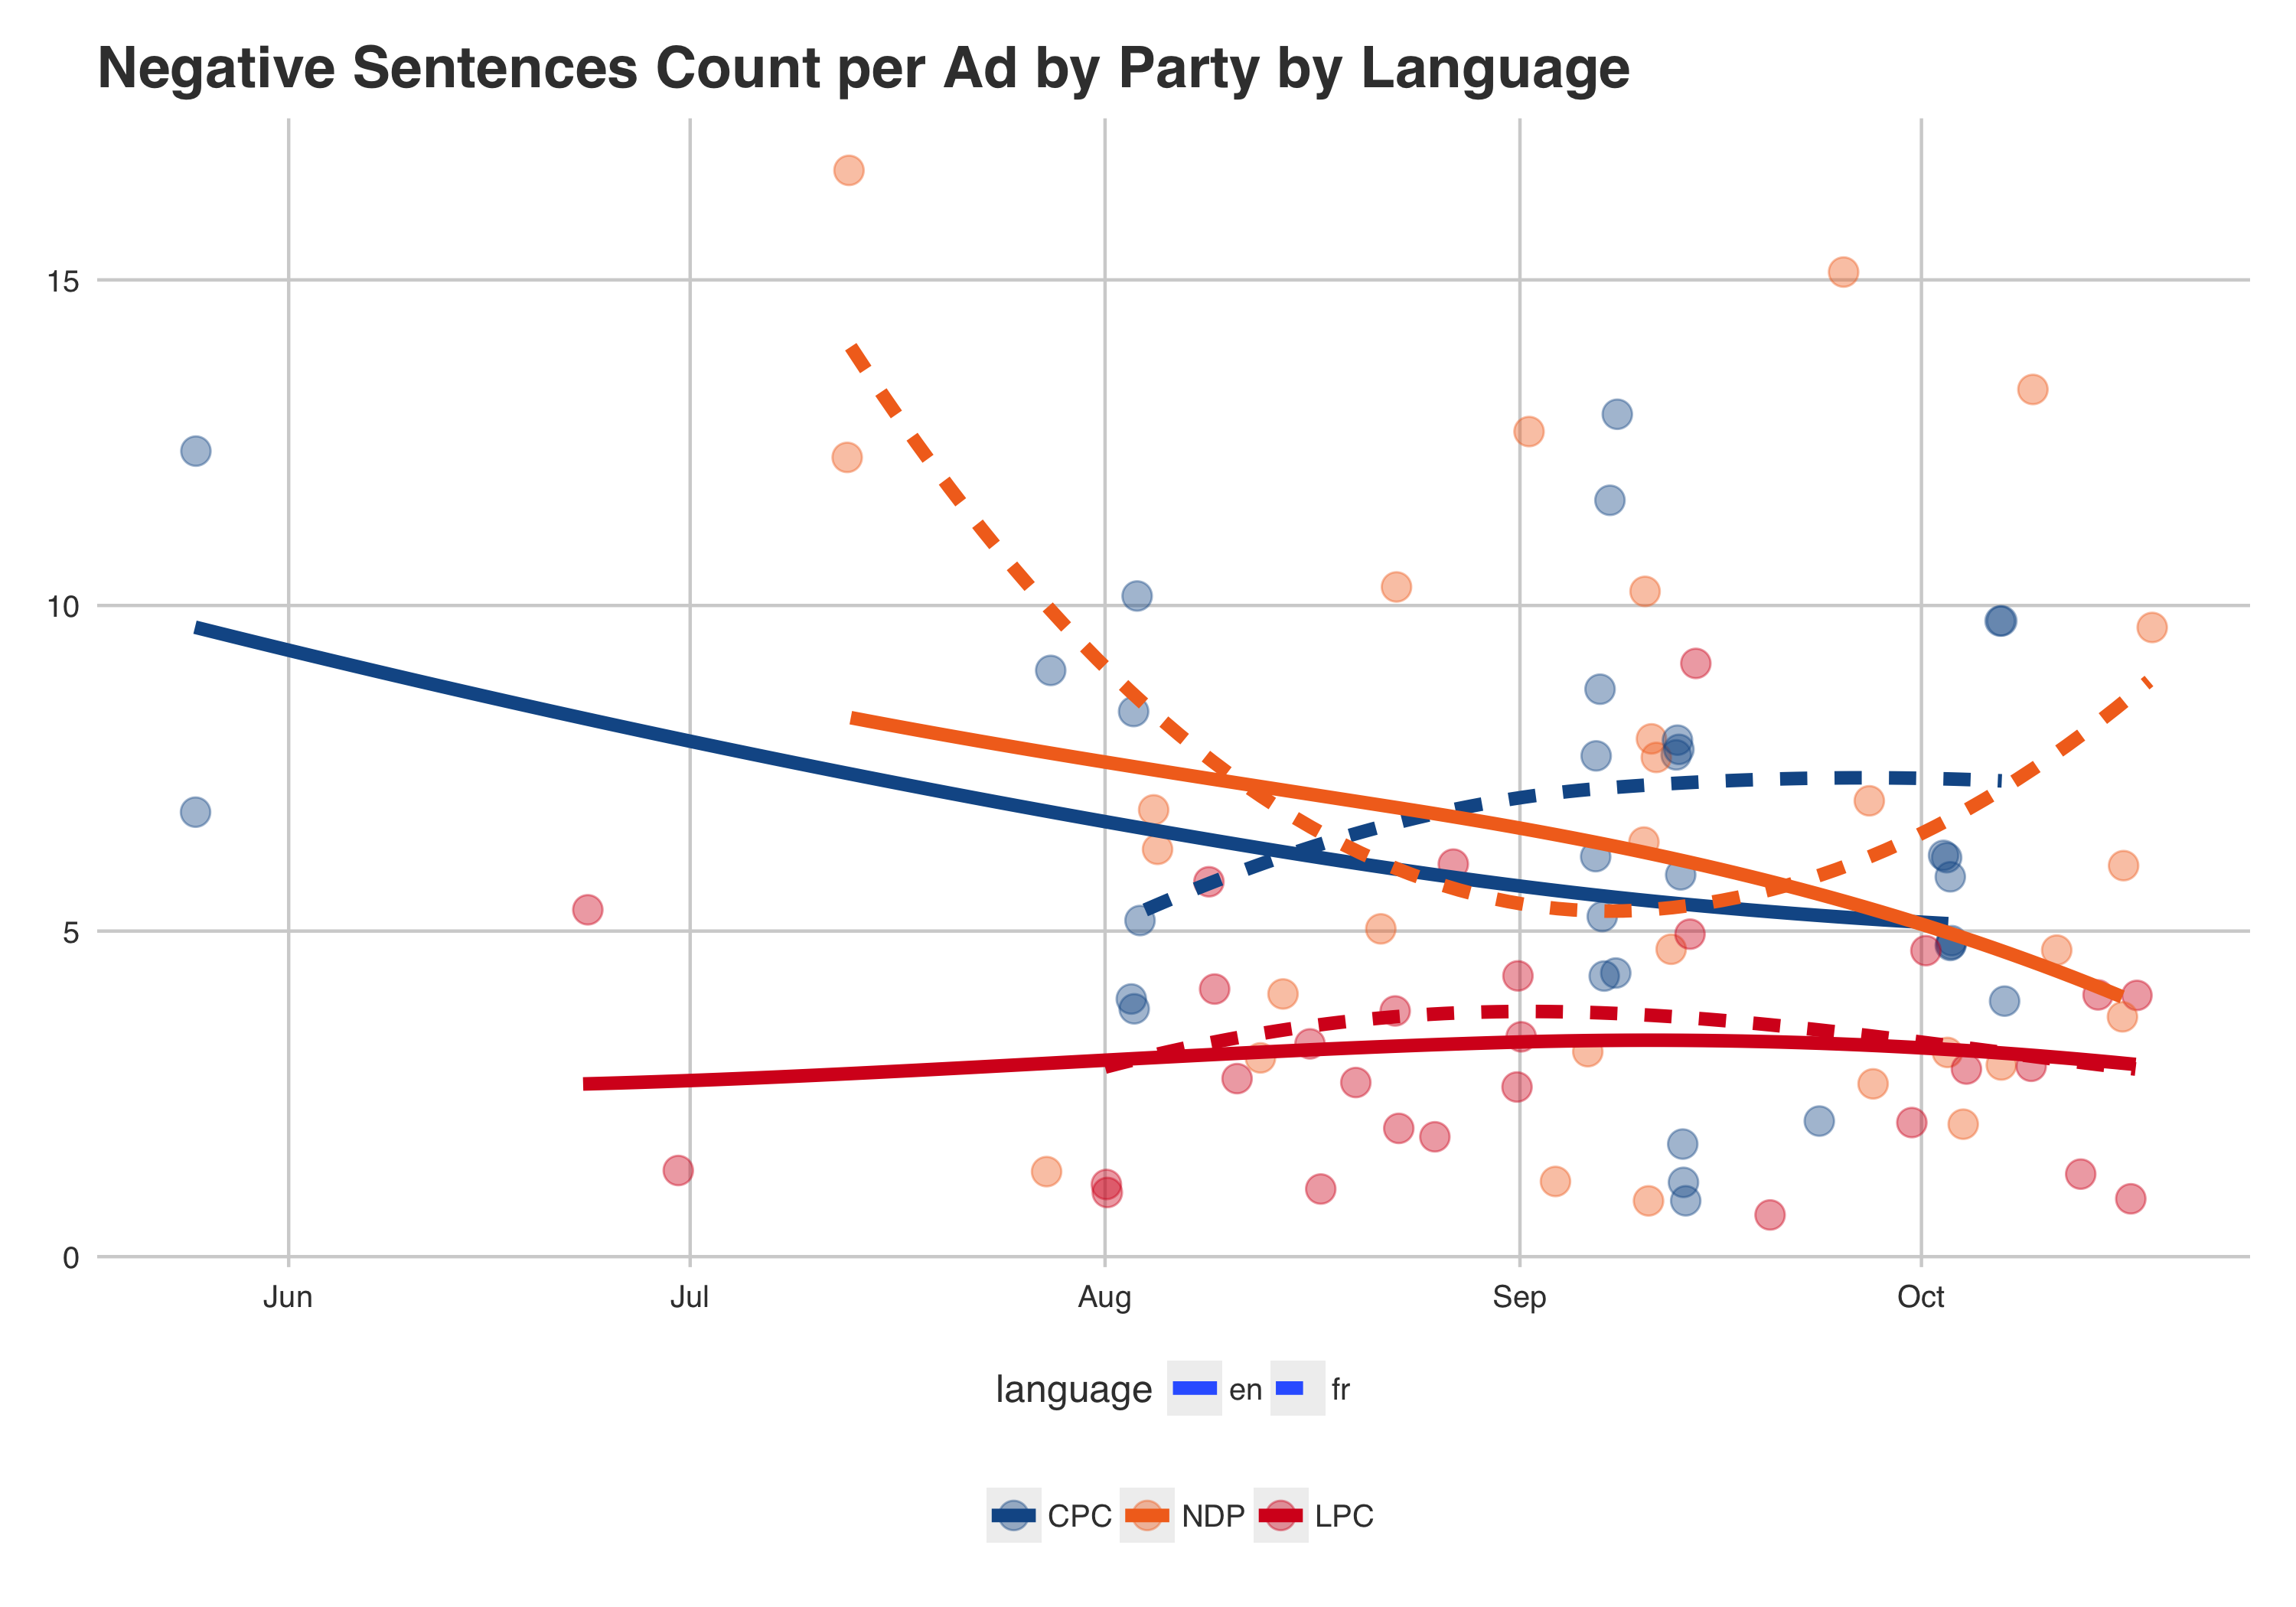 Negative Sentences Count per Ad by Party by Language
15
10
5
0
Jun Jul Aug Sep Oct
language en fr
CPC NDP LPC